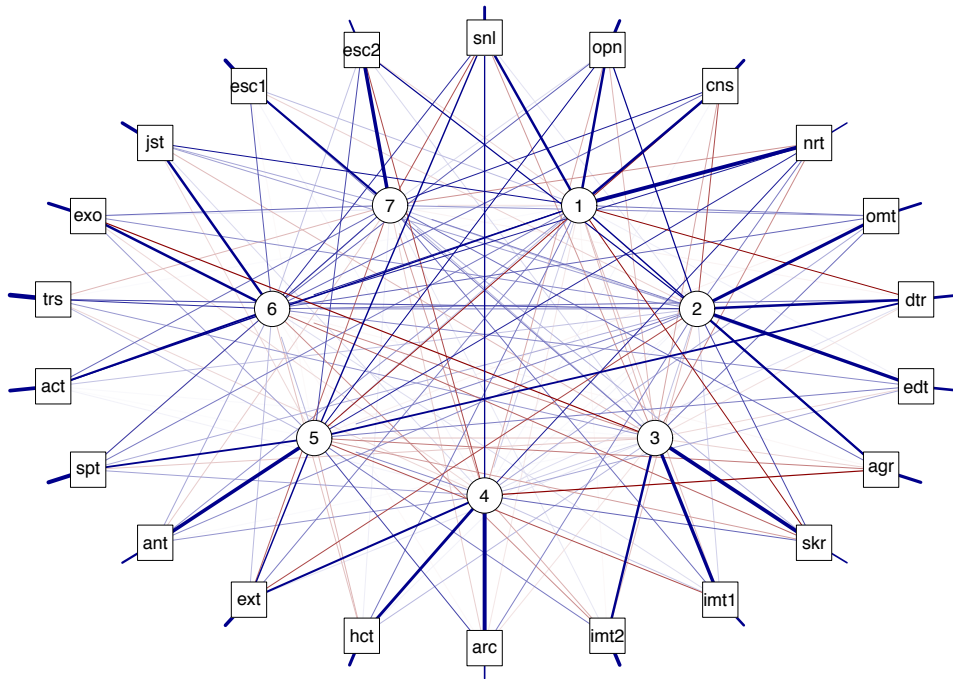 snl
esc2
opn
esc1
cns
jst
nrt
7
1
exo
omt
trs
6
2
dtr
act
edt
5
3
spt
agr
4
ant
skr
ext
imt1
hct
imt2
arc